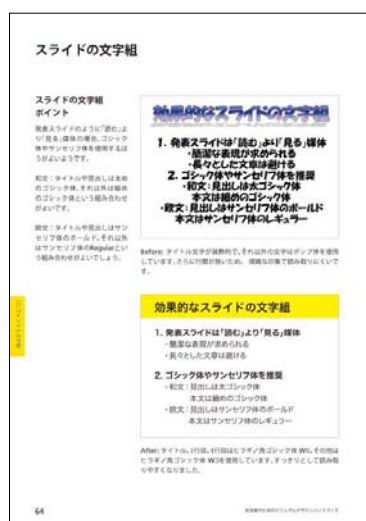 スライドの文字組
スライドの文字組
ポイント
発表スライドのように「読む」よ
り「見る」媒体の場合、ゴシック
体やサンセリフ体を使用するほ
うがよいようです。
和文:タイトルや見出しは太め
のゴシック体、それ以外は細め
のゴシック体という組み合わせ
がよいです。
欧文:タイトルや見出しはサン
セリフ体のボールド、それ以外
はサンセリフ体のRegularとい
う組み合わせがよいでしょう。
効果的なスライドの文字組
1. 発表スライドは「読む」より「見る」媒体
・簡潔な表現が求められる
・長々とした文章は避ける
2. ゴシック体やサンセリフ体を推奨
・和文:見出しは太ゴシック体
本文は細めのゴシック体
・欧文:見出しはサンセリフ体のボールド
本文はサンセリフ体のレギュラー
Before: タイトル文字が装飾的で、それ以外の文字はポップ体を使用
しています。さらに行間が狭いため、複雑な印象で読み取りにくいで
す。
効果的なスライドの文字組
1. 発表スライドは「読む」より「見る」媒体
・簡潔な表現が求められる
・長々とした文章は避ける
2. ゴシック体やサンセリフ体を推奨
・和文:見出しは太ゴシック体
本文は細めのゴシック体
・欧文:見出しはサンセリフ体のボールド
本文はサンセリフ体のレギュラー
After: タイトル、1行目、4行目はヒラギノ角ゴシック体 W6、その他は
ヒラギノ角ゴシック体 W3を使用しています。すっきりとして読み取
りやすくなりました。
64